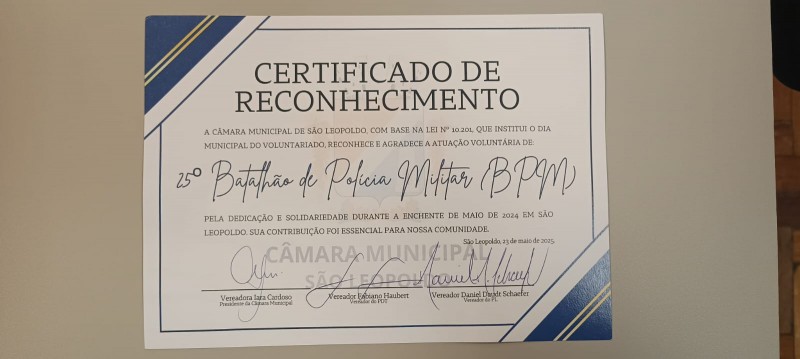 CERTIFICADO DE
RECONHECIMENTO
A CÂMARA MUNICIPAL DE SÃO LEOPOLDO, COM BASE NA LEI Nº 10.201, QUE INSTITUI O DIA
MUNICIPAL DO VOLUNTARIADO, RECONHECE E AGRADECE A ATUAÇÃO VOLUNTÁRIA DE:
25º Batalhão de Polícia Militar (BPM)
PELA DEDICAÇÃO E SOLIDARIEDADE DURANTE A ENCHENTE DE MAIO DE 2024 EM SÃO
LEOPOLDO. SUA CONTRIBUIÇÃO FOI ESSENCIAL PARA NOSSA COMUNIDADE.
São Leopoldo, 23 de maio de 2025.
CÂMARA MUNICIPAL
SÃO LEOPOLDO
Vereadora Iara Cardoso Vereador Fabiano Haubert Vereador Daniel Daudt Schaefer
Presidente da Câmara Municipal Vereador do PDT Vereador do PL